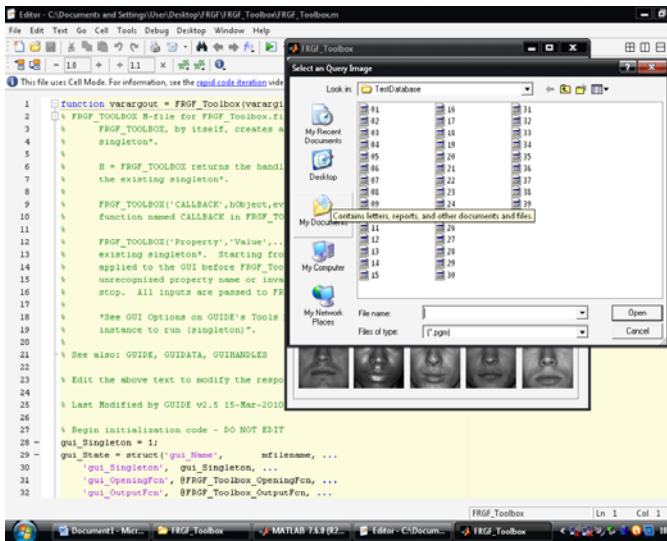 Editor - C:\Documents and Settings\User\Desktop\FRGF\FRGF_Toolbox\FRGF_Toolbox.m
File Edit Text Go Cell Tools Debug Desktop Window Help
- 1.0 + ÷ 1.1 ×
This file uses Cell Mode. For information, see the rapid code iteration vide
1 function varargout = FRGF_Toolbox(varargi
2 % FRGF_TOOLBOX M-file for FRGF_Toolbox.fi
3 % FRGF_TOOLBOX, by itself, creates a
4 % singleton*.
5 %
6 % H = FRGF_TOOLBOX returns the handl
7 % the existing singleton*.
8 %
9 % FRGF_TOOLBOX('CALLBACK',hObject,ev
10 % function named CALLBACK in FRGF_TO
11 %
12 % FRGF_TOOLBOX('Property','Value',..
13 % existing singleton*. Starting fro
14 % applied to the GUI before FRGF_Too
15 % unrecognized property name or inva
16 % stop. All inputs are passed to FR
17 %
18 % *See GUI Options on GUIDE's Tools
19 % instance to run (singleton)".
20 %
21 % See also: GUIDE, GUIDATA, GUIHANDLES
22
23 % Edit the above text to modify the respo
24
25 % Last Modified by GUIDE v2.5 15-Mar-2010
26
27 % Begin initialization code - DO NOT EDIT
28 - gui_Singleton = 1;
29 - gui_State = struct('gui_Name', mfilename, ...
30 'gui_Singleton', gui_Singleton, ...
31 'gui_OpeningFcn', @FRGF_Toolbox_OpeningFcn, ...
32 'gui_OutputFcn', @FRGF_Toolbox_OutputFcn, ...
FRGF_Toolbox
Select an Query Image
Look in: TestDatabase
My Recent Documents
Desktop
My Documents
My Computer
My Network Places
01 16 31
02 17 32
03 18 33
04 19 34
05 20 35
06 21 36
07 22 37
08 23 38
09 24 39
Contains letters, reports, and other documents and files.
11 26
12 27
13 28
14 29
15 30
File name:
Files of type: (*.pgm)
Open
Cancel
FRGF_Toolbox Ln 1 Col 1
Document1 - Micr... FRGF_Toolbox MATLAB 7.6.0 (R2... Editor - C:\Docum... FRGF_Toolbox